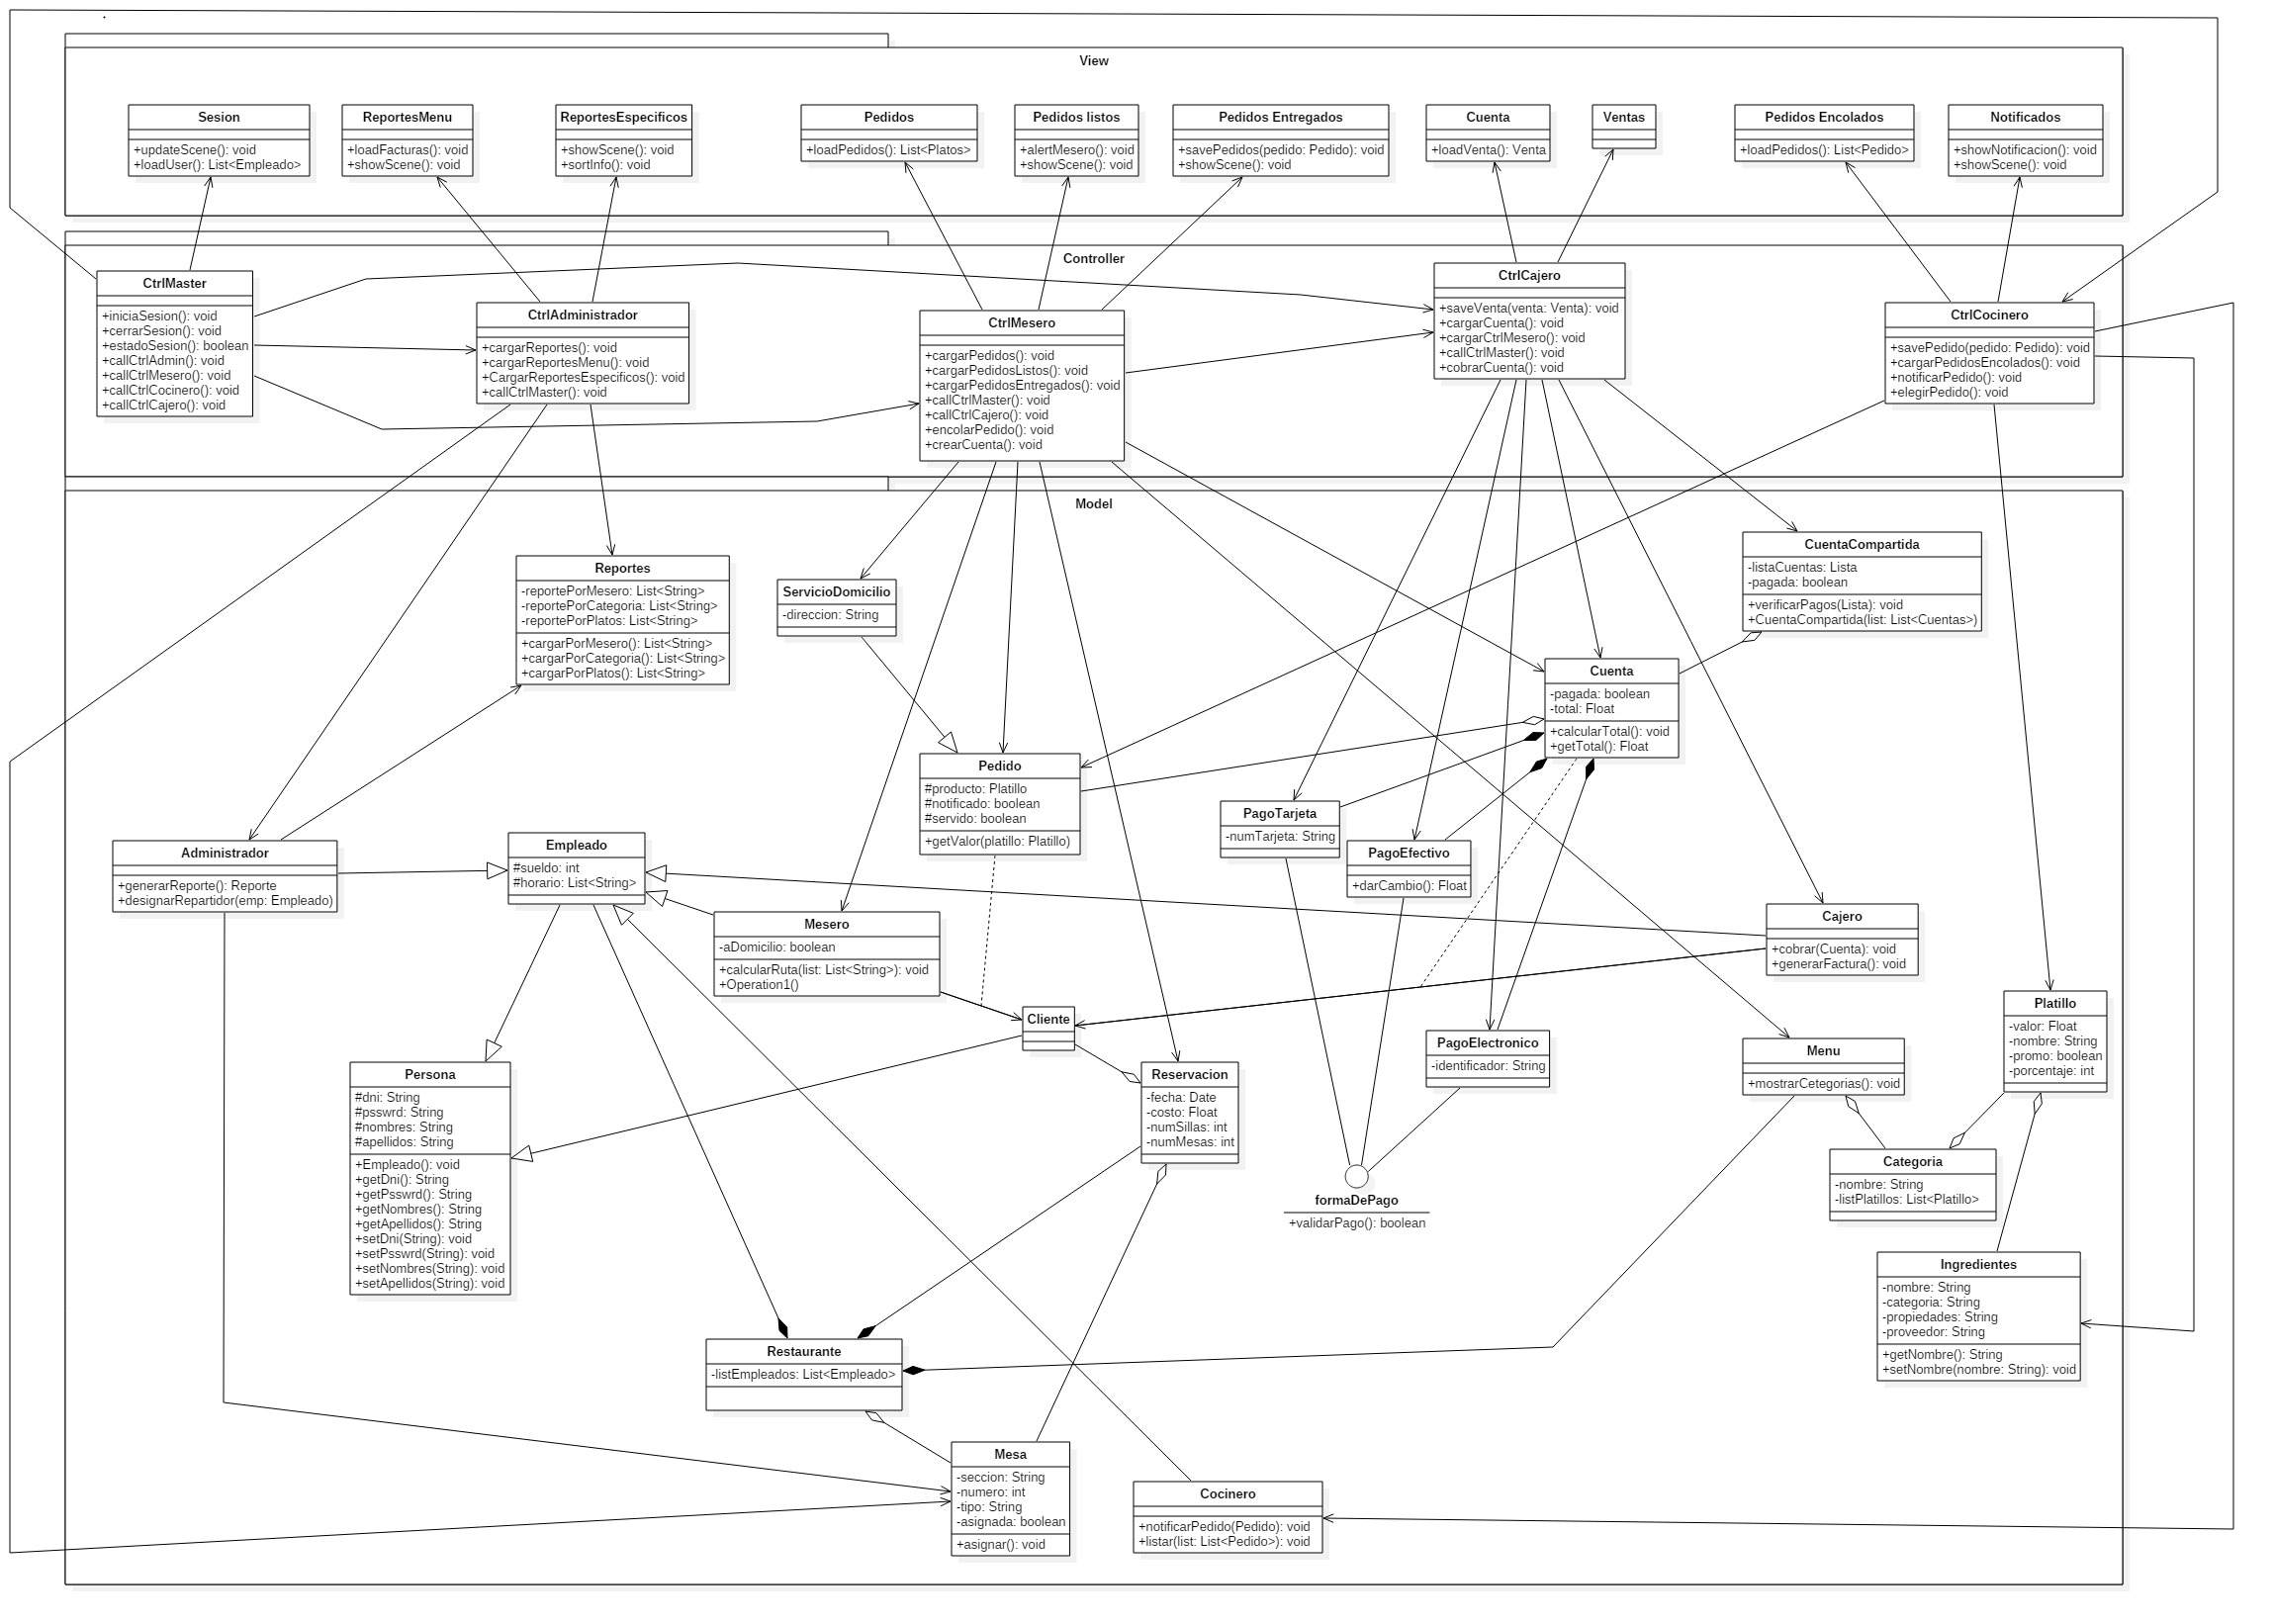 View
Sesion
+updateScene(): void
+loadUser(): List<Empleado>
ReportesMenu
+loadFacturas(): void
+showScene(): void
ReportesEspecificos
+showScene(): void
+sortInfo(): void
Pedidos
+loadPedidos(): List<Platos>
Pedidos listos
+alertMesero(): void
+showScene(): void
Pedidos Entregados
+savePedidos(pedido: Pedido): void
+showScene(): void
Cuenta
+loadVenta(): Venta
Ventas
Pedidos Encolados
+loadPedidos(): List<Pedido>
Notificados
+showNotificacion(): void
+showScene(): void
Controller
CtrlMaster
+iniciaSesion(): void
+cerrarSesion(): void
+estadoSesion(): boolean
+callCtrlAdmin(): void
+callCtrlMesero(): void
+callCtrlCocinero(): void
+callCtrlCajero(): void
CtrlAdministrador
+cargarReportes(): void
+cargarReportesMenu(): void
+CargarReportesEspecificos(): void
+callCtrlMaster(): void
CtrlMesero
+cargarPedidos(): void
+cargarPedidosListos(): void
+cargarPedidosEntregados(): void
+callCtrlMaster(): void
+callCtrlCajero(): void
+encolarPedido(): void
+crearCuenta(): void
CtrlCajero
+saveVenta(venta: Venta): void
+cargarCuenta(): void
+cargarCtrlMesero(): void
+callCtrlMaster(): void
+cobrarCuenta(): void
CtrlCocinero
+savePedido(pedido: Pedido): void
+cargarPedidosEncolados(): void
+notificarPedido(): void
+elegirPedido(): void
Model
Reportes
-reportePorMesero: List<String>
-reportePorCategoria: List<String>
-reportePorPlatos: List<String>
+cargarPorMesero(): List<String>
+cargarPorCategoria(): List<String>
+cargarPorPlatos(): List<String>
ServicioDomicilio
-direccion: String
CuentaCompartida
-listaCuentas: Lista
-pagada: boolean
+verificarPagos(Lista): void
+CuentaCompartida(list: List<Cuentas>)
Cuenta
-pagada: boolean
-total: Float
+calcularTotal(): void
+getTotal(): Float
Pedido
#producto: Platillo
#notificado: boolean
#servido: boolean
+getValor(platillo: Platillo)
PagoTarjeta
-numTarjeta: String
PagoEfectivo
+darCambio(): Float
Administrador
+generarReporte(): Reporte
+designarRepartidor(emp: Empleado)
Empleado
#sueldo: int
#horario: List<String>
Mesero
-aDomicilio: boolean
+calcularRuta(list: List<String>): void
+Operation1()
Cajero
+cobrar(Cuenta): void
+generarFactura(): void
Cliente
PagoElectronico
-identificador: String
Platillo
-valor: Float
-nombre: String
-promo: boolean
-porcentaje: int
Menu
+mostrarCetegorias(): void
Persona
#dni: String
#psswrd: String
#nombres: String
#apellidos: String
+Empleado(): void
+getDni(): String
+getPsswrd(): String
+getNombres(): String
+getApellidos(): String
+setDni(String): void
+setPsswrd(String): void
+setNombres(String): void
+setApellidos(String): void
Reservacion
-fecha: Date
-costo: Float
-numSillas: int
-numMesas: int
formaDePago
+validarPago(): boolean
Categoria
-nombre: String
-listPlatillos: List<Platillo>
Ingredientes
-nombre: String
-categoria: String
-propiedades: String
-proveedor: String
+getNombre(): String
+setNombre(nombre: String): void
Restaurante
-listEmpleados: List<Empleado>
Mesa
-seccion: String
-numero: int
-tipo: String
-asignada: boolean
+asignar(): void
Cocinero
+notificarPedido(Pedido): void
+listar(list: List<Pedido>): void